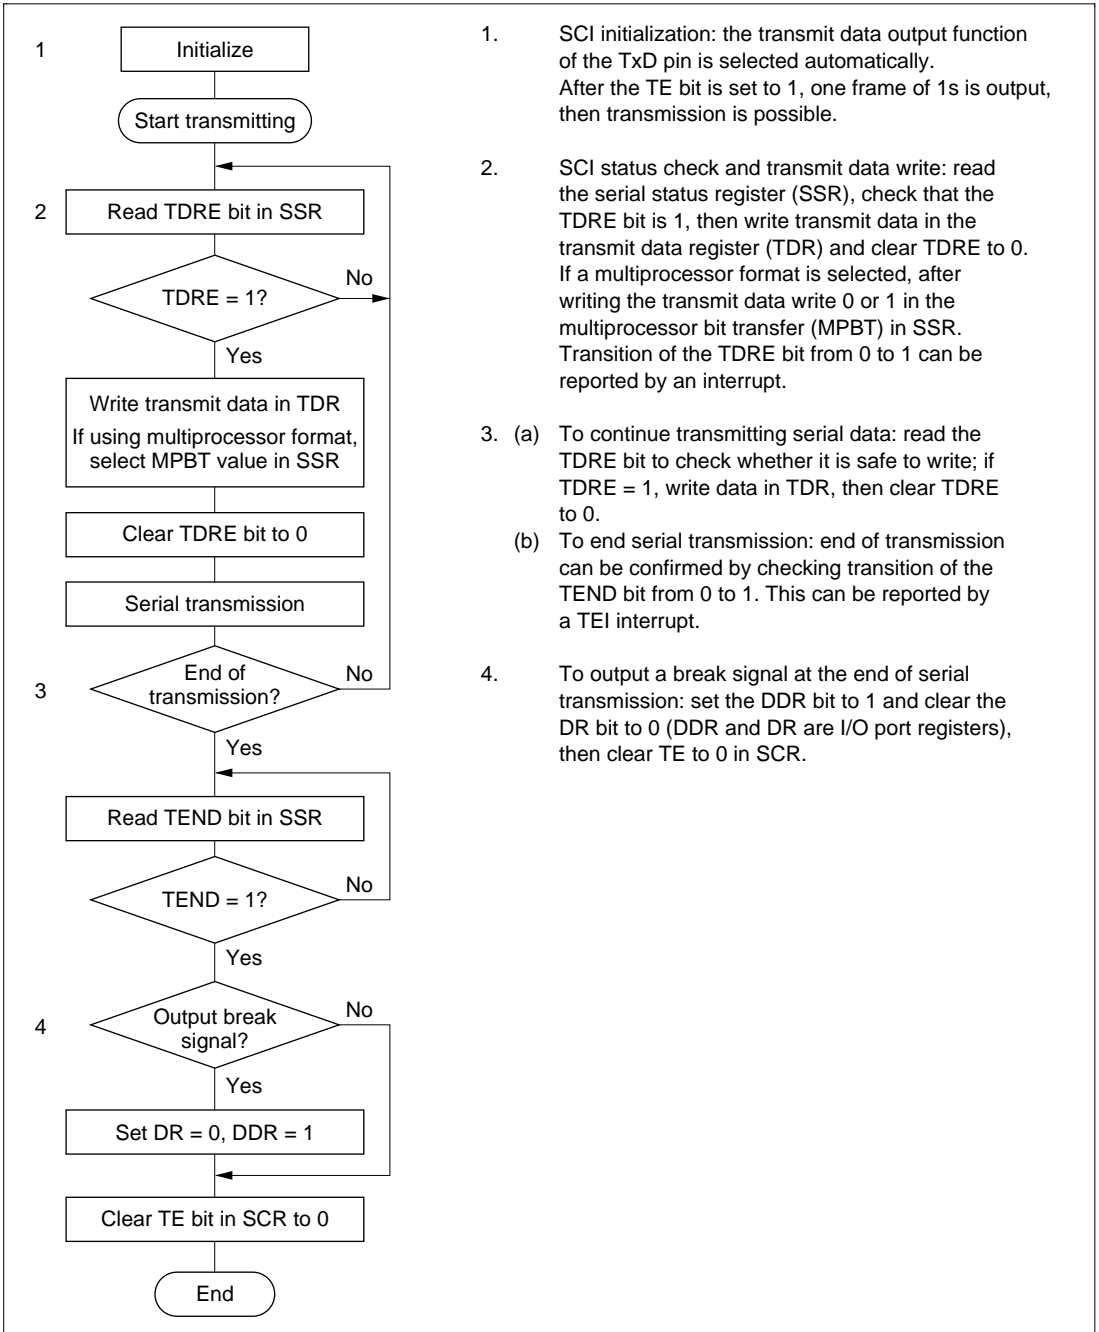 1
Initialize
Start transmitting
2
Read TDRE bit in SSR
TDRE = 1?
No
Yes
Write transmit data in TDR
If using multiprocessor format,
select MPBT value in SSR
Clear TDRE bit to 0
Serial transmission
3
End of
transmission?
No
Yes
Read TEND bit in SSR
TEND = 1?
No
Yes
4
Output break
signal?
No
Yes
Set DR = 0, DDR = 1
Clear TE bit in SCR to 0
End
1. SCI initialization: the transmit data output function
of the TxD pin is selected automatically.
After the TE bit is set to 1, one frame of 1s is output,
then transmission is possible.
2. SCI status check and transmit data write: read
the serial status register (SSR), check that the
TDRE bit is 1, then write transmit data in the
transmit data register (TDR) and clear TDRE to 0.
If a multiprocessor format is selected, after
writing the transmit data write 0 or 1 in the
multiprocessor bit transfer (MPBT) in SSR.
Transition of the TDRE bit from 0 to 1 can be
reported by an interrupt.
3. (a) To continue transmitting serial data: read the
TDRE bit to check whether it is safe to write; if
TDRE = 1, write data in TDR, then clear TDRE
to 0.
(b) To end serial transmission: end of transmission
can be confirmed by checking transition of the
TEND bit from 0 to 1. This can be reported by
a TEI interrupt.
4. To output a break signal at the end of serial
transmission: set the DDR bit to 1 and clear the
DR bit to 0 (DDR and DR are I/O port registers),
then clear TE to 0 in SCR.